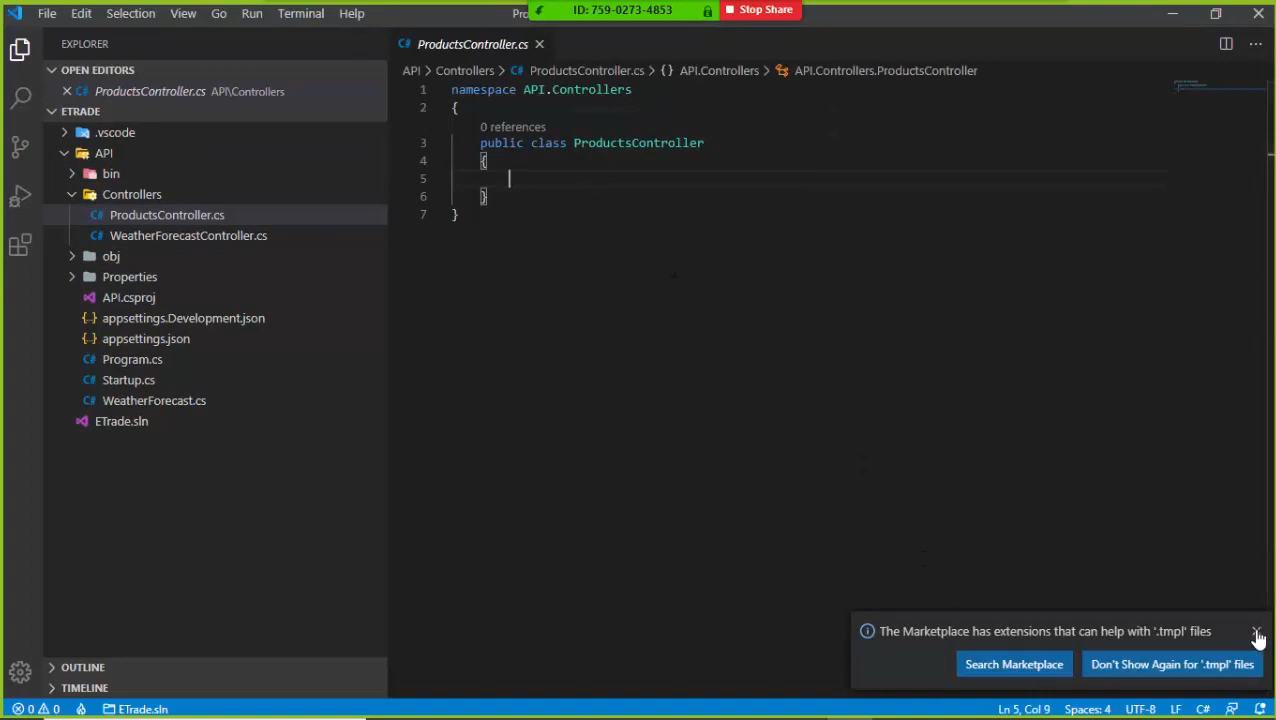 File Edit Selection View Go Run Terminal Help
ID: 759-0273-4853
Stop Share
EXPLORER
OPEN EDITORS
ProductsController.cs API\Controllers
ETRADE
.vscode
API
bin
Controllers
ProductsController.cs
WeatherForecastController.cs
obj
Properties
API.csproj
appsettings.Development.json
appsettings.json
Program.cs
Startup.cs
WeatherForecast.cs
ETrade.sln
OUTLINE
TIMELINE
ProductsController.cs
API > Controllers > ProductsController.cs > {} API.Controllers > API.Controllers.ProductsController
1 namespace API.Controllers
2 {
0 references
3 public class ProductsController
4 {
5
6 }
7 }
The Marketplace has extensions that can help with '.tmpl' files
Search Marketplace
Don't Show Again for '.tmpl' files
0 0 ETrade.sln Ln 5, Col 9 Spaces: 4 UTF-8 LF C#